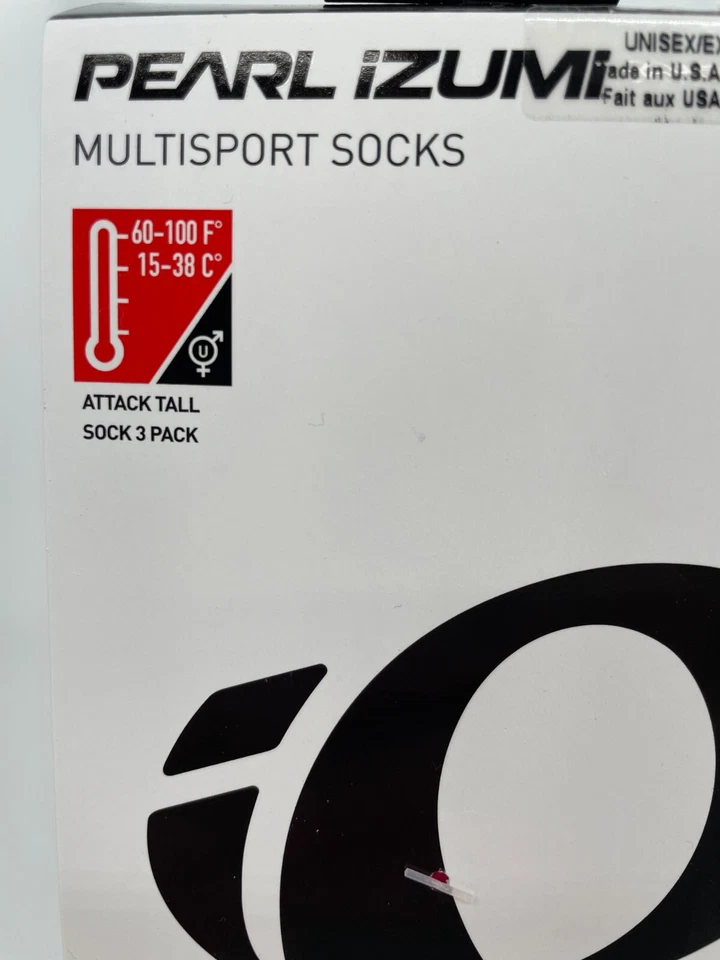 PEARL iZUMi
UNISEX/EX
ade in U.S.A
Fait aux USA
MULTISPORT SOCKS
60-100 F°
15-38 C°
U
ATTACK TALL
SOCK 3 PACK